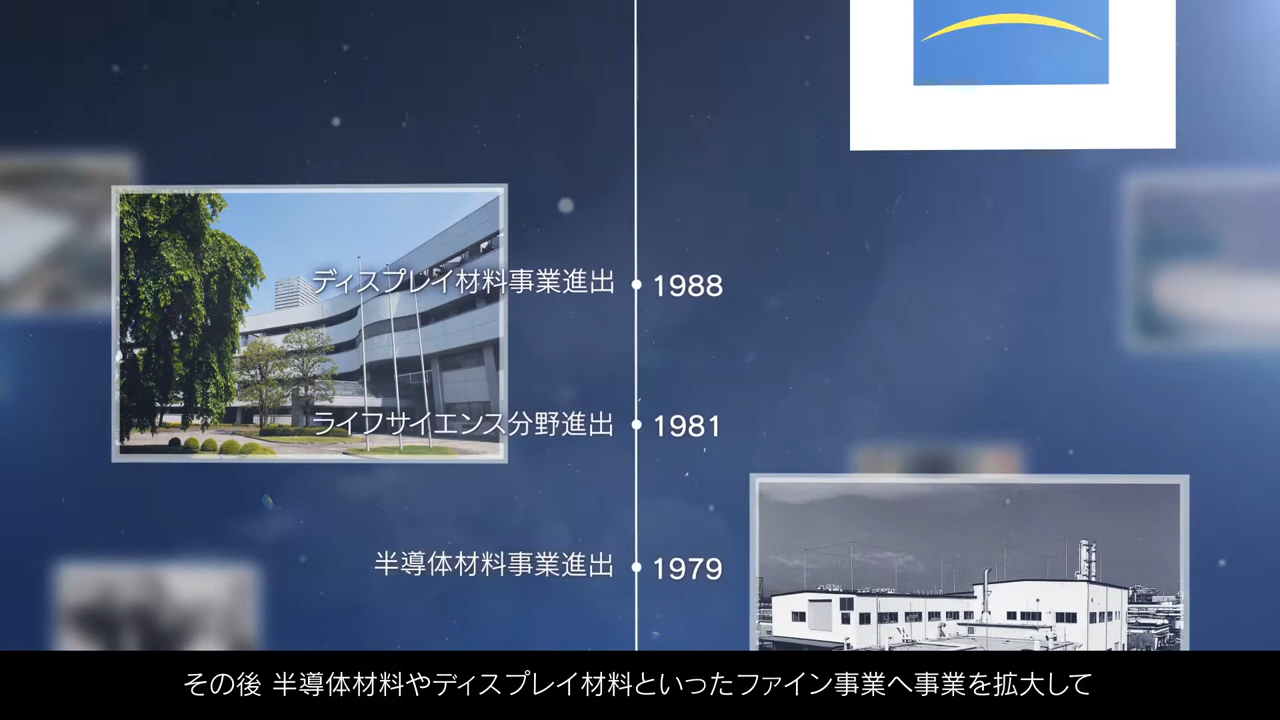 ディスプレイ材料事業進出 1988
ライフサイエンス分野進出 1981
半導体材料事業進出 1979
その後 半導体材料やディスプレイ材料といったファイン事業へ事業を拡大して